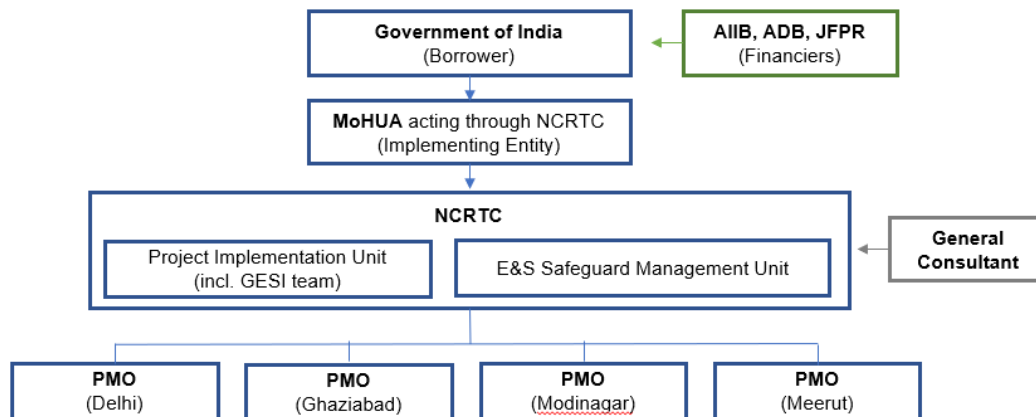 Government of India
(Borrower)
AIIB, ADB, JFPR
(Financiers)
MoHUA acting through NCRTC
(Implementing Entity)
NCRTC
Project Implementation Unit
(incl. GESI team)
E&S Safeguard Management Unit
General
Consultant
PMO
(Delhi)
PMO
(Ghaziabad)
PMO
(Modinagar)
PMO
(Meerut)